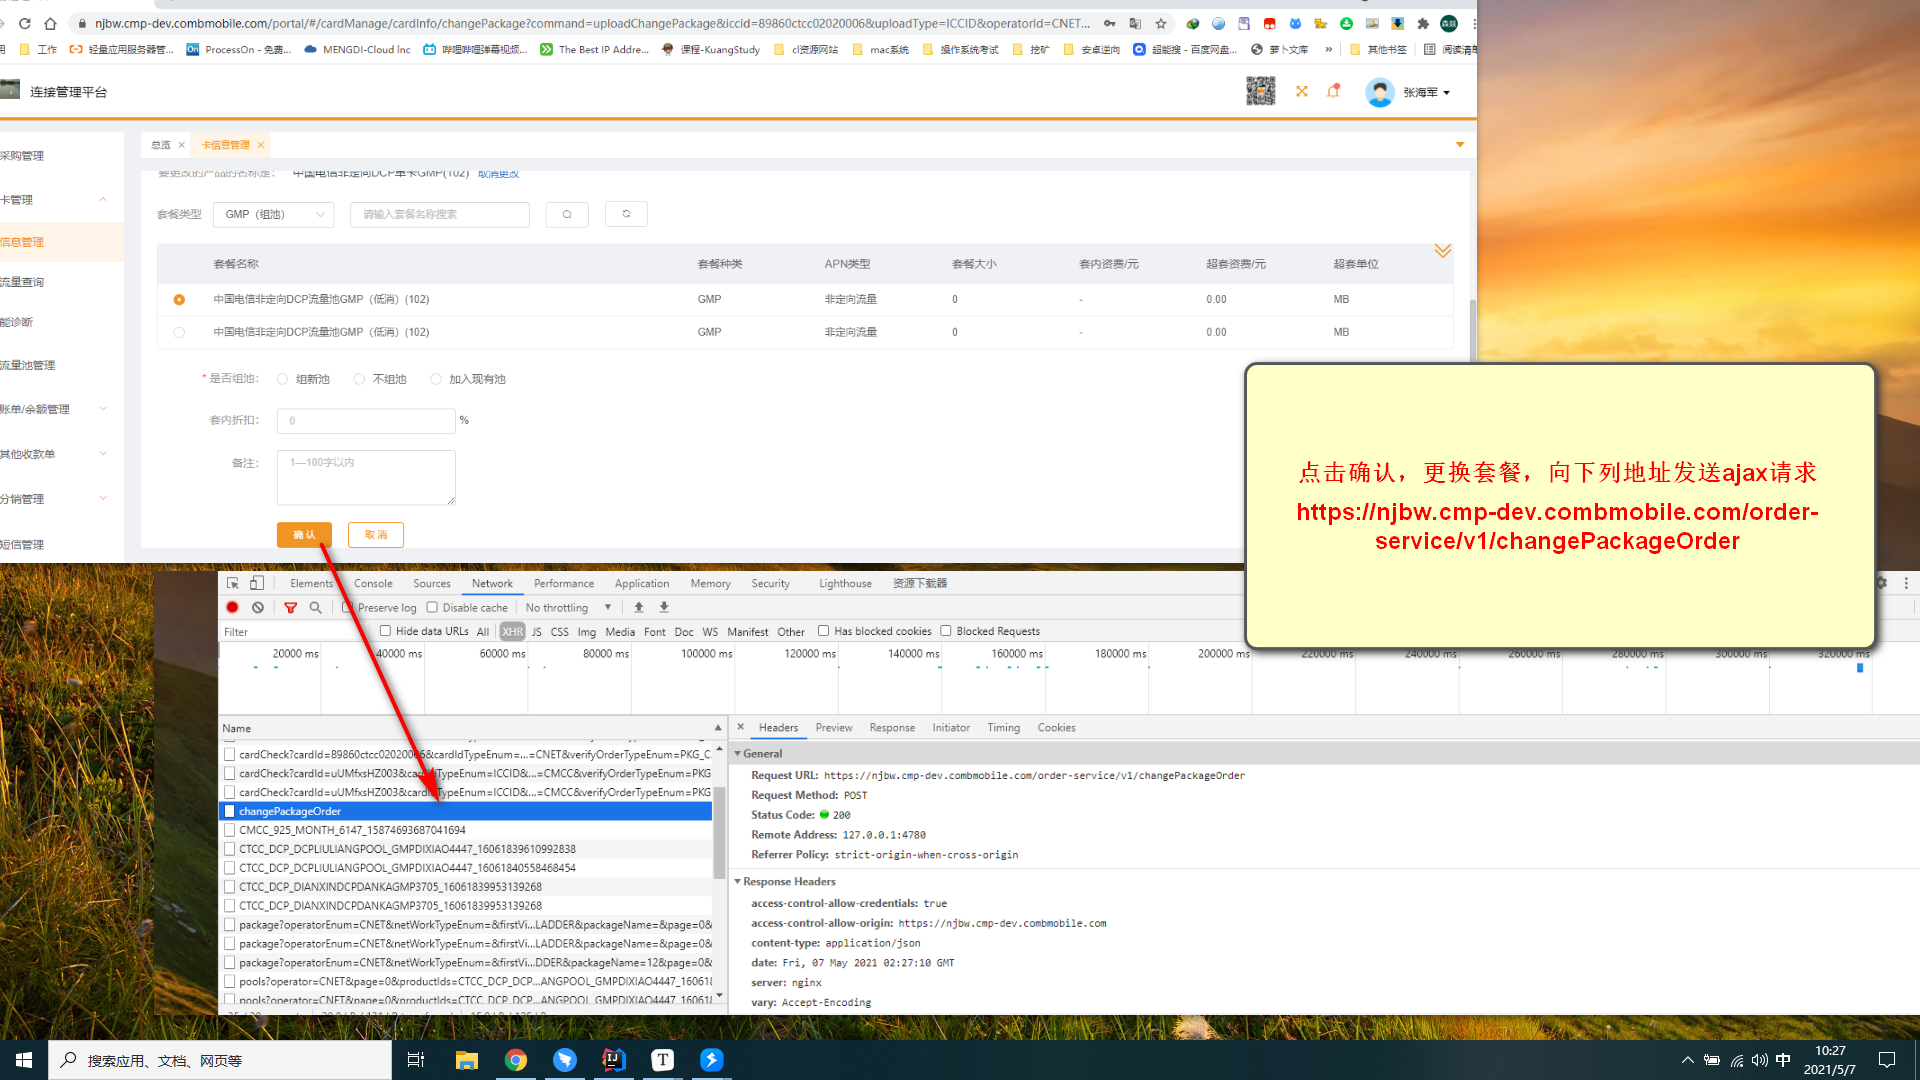 njbw.cmp-dev.combmobile.com/portal/#/cardManage/cardInfo/changePackage?command=uploadChangePackage&iccid=89860ctcc02020006&uploadType=ICCID&operatorId=CNET...
用 工作 轻量应用服务器管... ProcessOn - 免费... MENGDI-Cloud Inc 哔哩哔哩弹幕视频... The Best IP Addre... 课程-KuangStudy cl资源网站 mac系统 操作系统考试 挖矿 安卓逆向 超能搜 - 百度网盘... 萝卜文库 » 其他书签 阅读清单
连接管理平台
张海军
采购管理
卡管理
信息管理
流量查询
能诊断
流量池管理
账单/余额管理
其他收款单
分销管理
短信管理
总览 × 卡信息管理 ×
要更改的产品的名称是: 中国电信非定向DCP单卡GMP(102) 取消更改
套餐类型 GMP（组池） 请输入套餐名称搜索
套餐名称 套餐种类 APN类型 套餐大小 套内资费/元 超套资费/元 超套单位
中国电信非定向DCP流量池GMP（低消）(102) GMP 非定向流量 0 - 0.00 MB
中国电信非定向DCP流量池GMP（低消）(102) GMP 非定向流量 0 - 0.00 MB
* 是否组池: 组新池 不组池 加入现有池
套内折扣: 0 %
备注: 1—100字以内
确 认 取 消
点击确认，更换套餐，向下列地址发送ajax请求
https://njbw.cmp-dev.combmobile.com/order-
service/v1/changePackageOrder
Elements Console Sources Network Performance Application Memory Security Lighthouse 资源下载器
Preserve log Disable cache No throttling
Filter Hide data URLs All XHR JS CSS Img Media Font Doc WS Manifest Other Has blocked cookies Blocked Requests
20000 ms 40000 ms 60000 ms 80000 ms 100000 ms 120000 ms 140000 ms 160000 ms 180000 ms 200000 ms 220000 ms 240000 ms 260000 ms 280000 ms 300000 ms 320000 ms
Name
cardCheck?cardId=89860ctcc02020006&cardIdTypeEnum=...=CNET&verifyOrderTypeEnum=PKG_C
cardCheck?cardId=uUMfxsHZ003&cardIdTypeEnum=ICCID&...=CMCC&verifyOrderTypeEnum=PKG
cardCheck?cardId=uUMfxsHZ003&cardIdTypeEnum=ICCID&...=CMCC&verifyOrderTypeEnum=PKG
changePackageOrder
CMCC_925_MONTH_6147_15874693687041694
CTCC_DCP_DCPLIULIANGPOOL_GMPDIXIAO4447_16061839610992838
CTCC_DCP_DCPLIULIANGPOOL_GMPDIXIAO4447_16061840558468454
CTCC_DCP_DIANXINDCPDANKAGMP3705_16061839953139268
CTCC_DCP_DIANXINDCPDANKAGMP3705_16061839953139268
package?operatorEnum=CNET&netWorkTypeEnum=&firstVi...LADDER&packageName=&page=0&
package?operatorEnum=CNET&netWorkTypeEnum=&firstVi...LADDER&packageName=&page=0&
package?operatorEnum=CNET&netWorkTypeEnum=&firstVi...DDER&packageName=12&page=0&
pools?operator=CNET&page=0&productIds=CTCC_DCP_DCP...ANGPOOL_GMPDIXIAO4447_16061
pools?operator=CNET&page=0&productIds=CTCC_DCP_DCP...ANGPOOL_GMPDIXIAO4447_16061
× Headers Preview Response Initiator Timing Cookies
General
Request URL: https://njbw.cmp-dev.combmobile.com/order-service/v1/changePackageOrder
Request Method: POST
Status Code: 200
Remote Address: 127.0.0.1:4780
Referrer Policy: strict-origin-when-cross-origin
Response Headers
access-control-allow-credentials: true
access-control-allow-origin: https://njbw.cmp-dev.combmobile.com
content-type: application/json
date: Fri, 07 May 2021 02:27:10 GMT
server: nginx
vary: Accept-Encoding
搜索应用、文档、网页等
中
10:27
2021/5/7